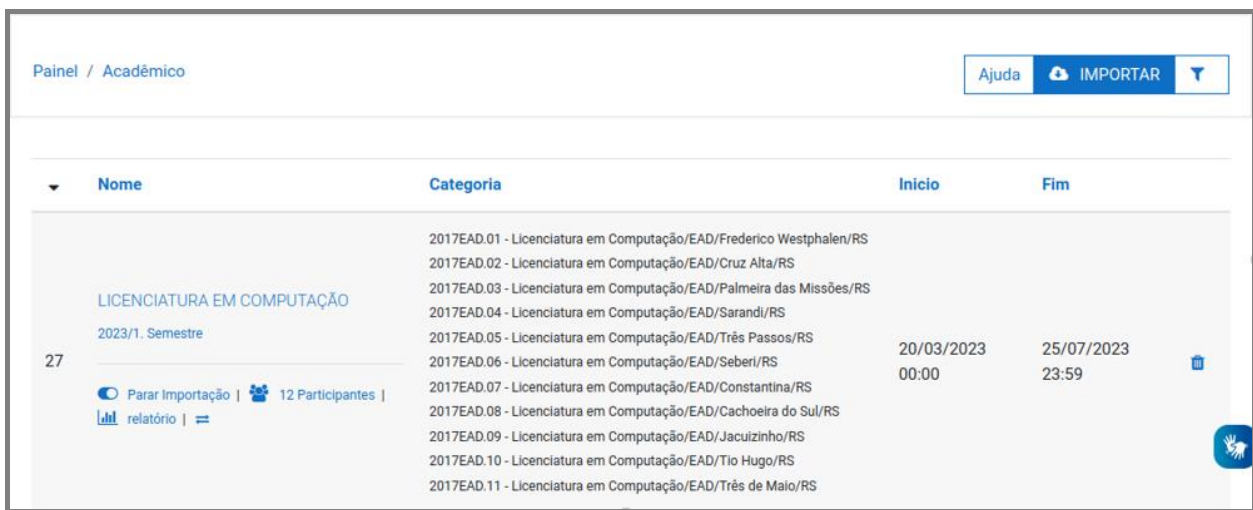 Painel / Acadêmico
Ajuda
IMPORTAR
Nome
Categoria
Inicio
Fim
27
LICENCIATURA EM COMPUTAÇÃO
2023/1. Semestre
Parar Importação | 12 Participantes |
relatório |
2017EAD.01 - Licenciatura em Computação/EAD/Frederico Westphalen/RS
2017EAD.02 - Licenciatura em Computação/EAD/Cruz Alta/RS
2017EAD.03 - Licenciatura em Computação/EAD/Palmeira das Missões/RS
2017EAD.04 - Licenciatura em Computação/EAD/Sarandi/RS
2017EAD.05 - Licenciatura em Computação/EAD/Três Passos/RS
2017EAD.06 - Licenciatura em Computação/EAD/Seberi/RS
2017EAD.07 - Licenciatura em Computação/EAD/Constantina/RS
2017EAD.08 - Licenciatura em Computação/EAD/Cachoeira do Sul/RS
2017EAD.09 - Licenciatura em Computação/EAD/Jacuizinho/RS
2017EAD.10 - Licenciatura em Computação/EAD/Tio Hugo/RS
2017EAD.11 - Licenciatura em Computação/EAD/Três de Maio/RS
20/03/2023
00:00
25/07/2023
23:59